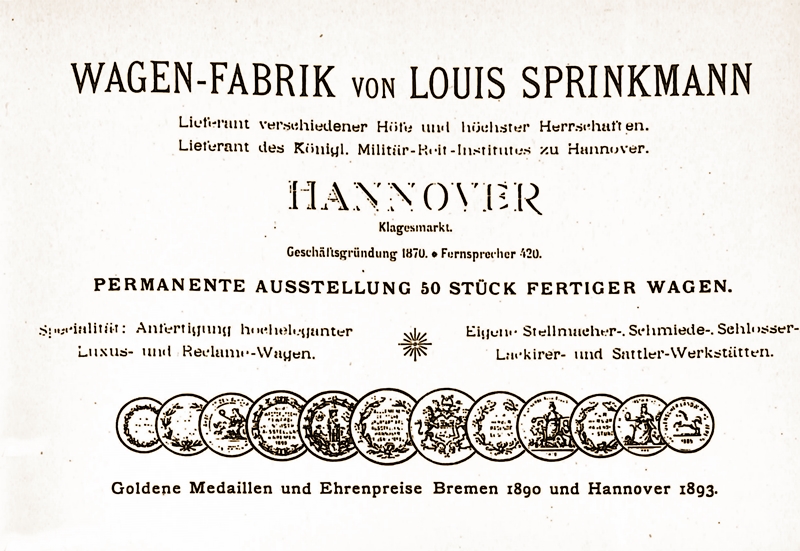 WAGEN-FABRIK VON LOUIS SPRINKMANN
Lieferant verschiedener Höfe und höchster Herrschaften.
Lieferant des Königl. Militär-Reit-Institutes zu Hannover.
HANNOVER
Klagesmarkt.
Geschäftsgründung 1870. • Fernsprecher 420.
PERMANENTE AUSSTELLUNG 50 STÜCK FERTIGER WAGEN.
Spezialität: Anfertigung hocheleganter
Luxus- und Reclame-Wagen.
Eigene Stellmacher-, Schmiede-, Schlosser-
Lackirer- und Sattler-Werkstätten.
Goldene Medaillen und Ehrenpreise Bremen 1890 und Hannover 1893.